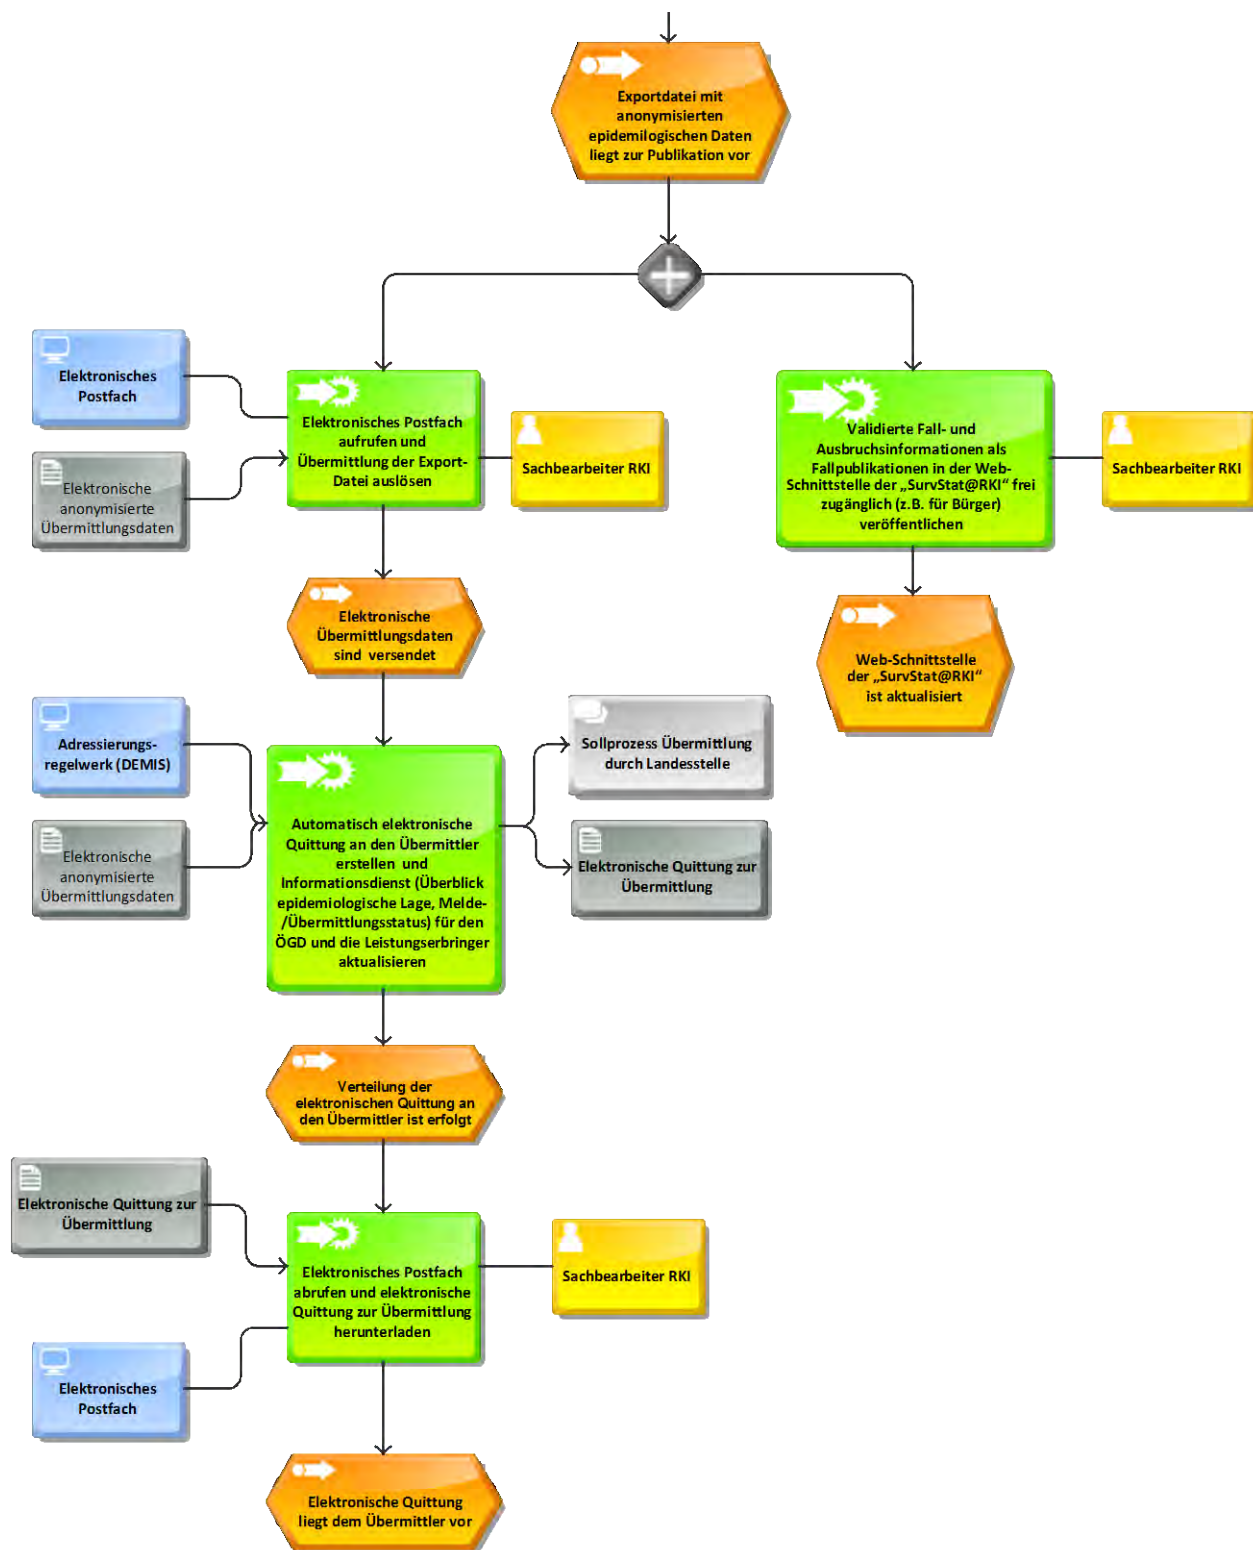 Exportdatei mit
anonymisierten
epidemilogischen Daten
liegt zur Publikation vor
Elektronisches
Postfach
Elektronische
anonymisierte
Übermittlungsdaten
Elektronisches Postfach
aufrufen und
Übermittlung der Export-
Datei auslösen
Sachbearbeiter RKI
Validierte Fall- und
Ausbruchsinformationen als
Fallpublikationen in der Web-
Schnittstelle der „SurvStat@RKI“ frei
zugänglich (z.B. für Bürger)
veröffentlichen
Sachbearbeiter RKI
Elektronische
Übermittlungsdaten
sind versendet
Web-Schnittstelle
der „SurvStat@RKI“
ist aktualisiert
Adressierungs-
regelwerk (DEMIS)
Elektronische
anonymisierte
Übermittlungsdaten
Automatisch elektronische
Quittung an den Übermittler
erstellen und
Informationsdienst (Überblick
epidemiologische Lage, Melde-
/Übermittlungsstatus) für den
ÖGD und die Leistungserbringer
aktualisieren
Sollprozess Übermittlung
durch Landesstelle
Elektronische Quittung zur
Übermittlung
Verteilung der
elektronischen Quittung an
den Übermittler ist erfolgt
Elektronische Quittung zur
Übermittlung
Elektronisches Postfach
abrufen und elektronische
Quittung zur Übermittlung
herunterladen
Sachbearbeiter RKI
Elektronisches
Postfach
Elektronische Quittung
liegt dem Übermittler vor